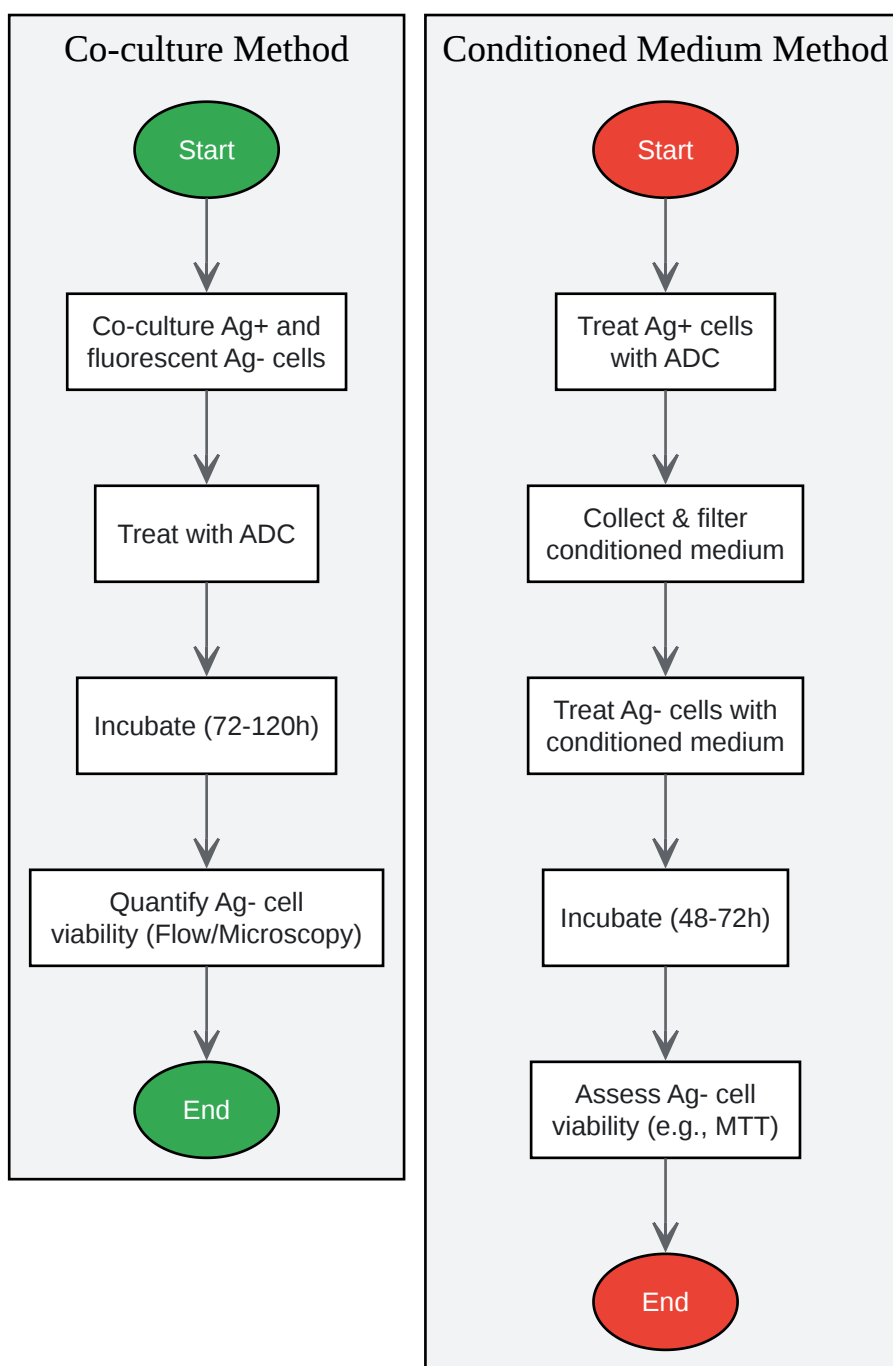 Co-culture Method
Start
Co-culture Ag+ and
fluorescent Ag- cells
Treat with ADC
Incubate (72-120h)
Quantify Ag- cell
viability (Flow/Microscopy)
End
Conditioned Medium Method
Start
Treat Ag+ cells
with ADC
Collect & filter
conditioned medium
Treat Ag- cells with
conditioned medium
Incubate (48-72h)
Assess Ag- cell
viability (e.g., MTT)
End